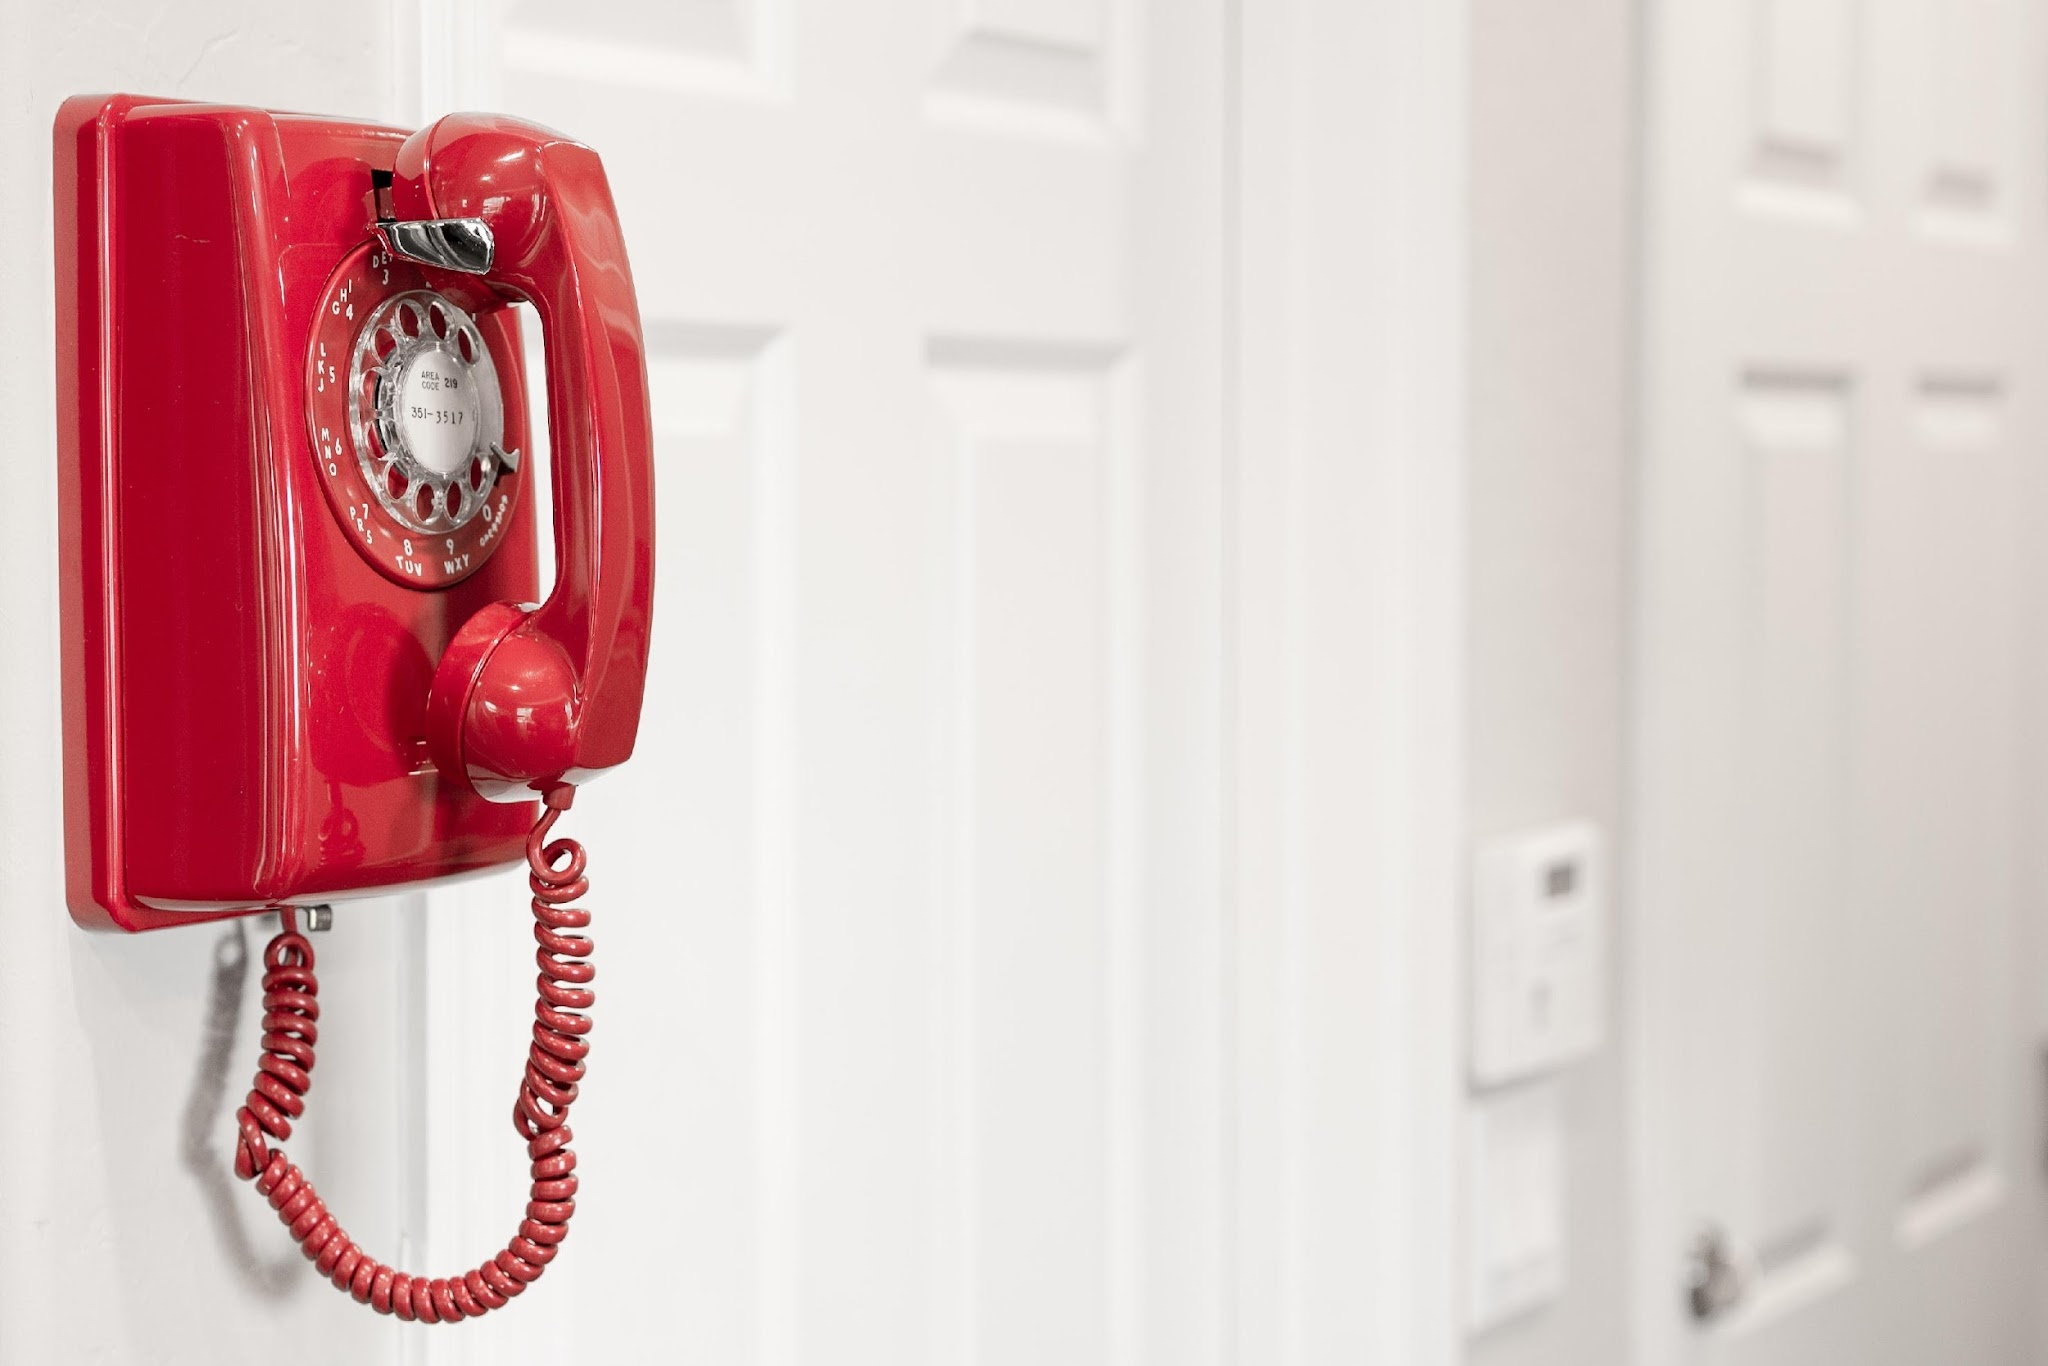 AREA CODE 219
351-3517
DEF
3
GHI
4
JKL
5
MNO
6
PRS
7
TUV
8
WXY
9
OPERATOR
0